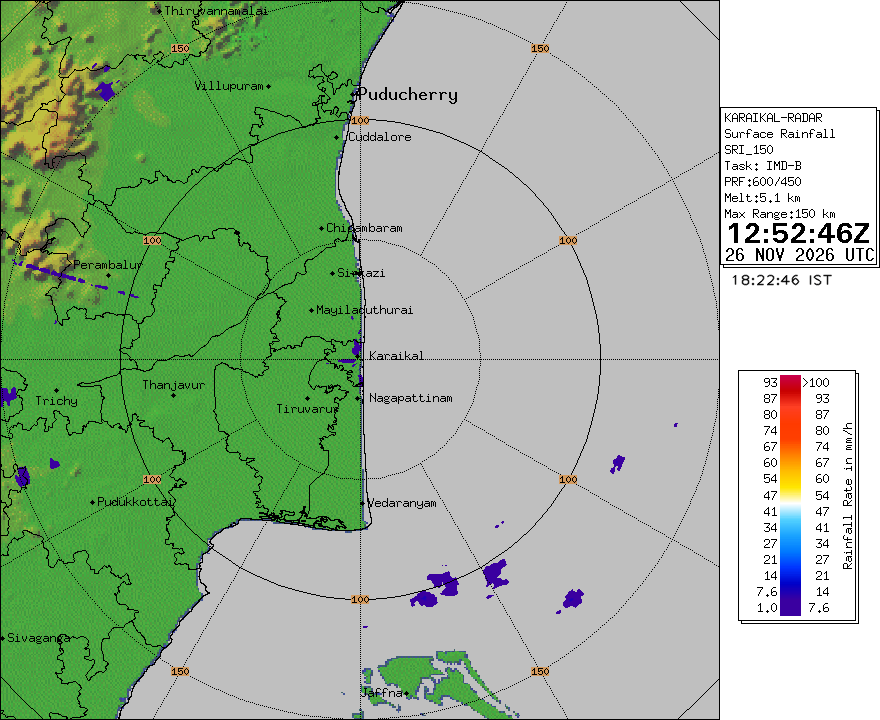 Thiruvannamalai
150
150
Villupuram
Puducherry
100
Cuddalore
Chidambaram
100
100
Perambalur
Sirkazi
Mayiladuthurai
Karaikal
Thanjavur
Trichy
Tiruvarur
Nagapattinam
100
100
Pudukkottai
Vedaranyam
100
Sivaganga
150
150
Jaffna
KARAIKAL-RADAR
Surface Rainfall
SRI_150
Task: IMD-B
PRF:600/450
Melt:5.1 km
Max Range:150 km
12:52:46Z
26 NOV 2026 UTC
18:22:46 IST
93 >100
87 93
80 87
74 80
67 74
60 67
54 60
47 54
41 47
34 41
27 34
21 27
14 21
7.6 14
1.0 7.6
Rainfall Rate in mm/h